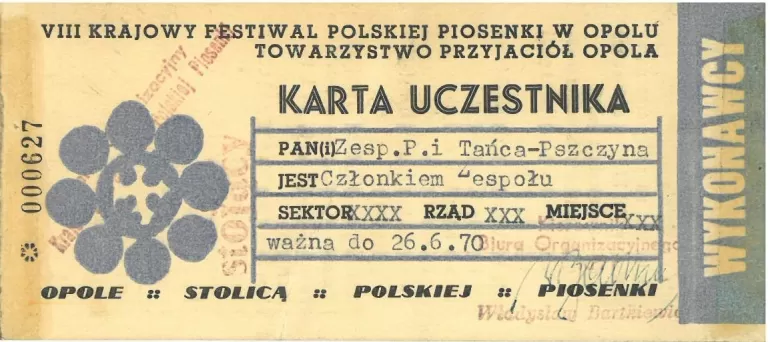 VIII KRAJOWY FESTIWAL POLSKIEJ PIOSENKI W OPOLU
TOWARZYSTWO PRZYJACIÓŁ OPOLA
KARTA UCZESTNIKA
000627
PAN(i) Zesp.P.i Tańca-Pszczyna
JEST Członkiem Zespołu
SEKTOR XXXX RZĄD XXX MIEJSCE XXX
ważna do 26.6.70
Biura Organizacyjnego
Władysław Bartkiewicz
OPOLE :: STOLICĄ :: POLSKIEJ :: PIOSENKI
WYKONAWCY